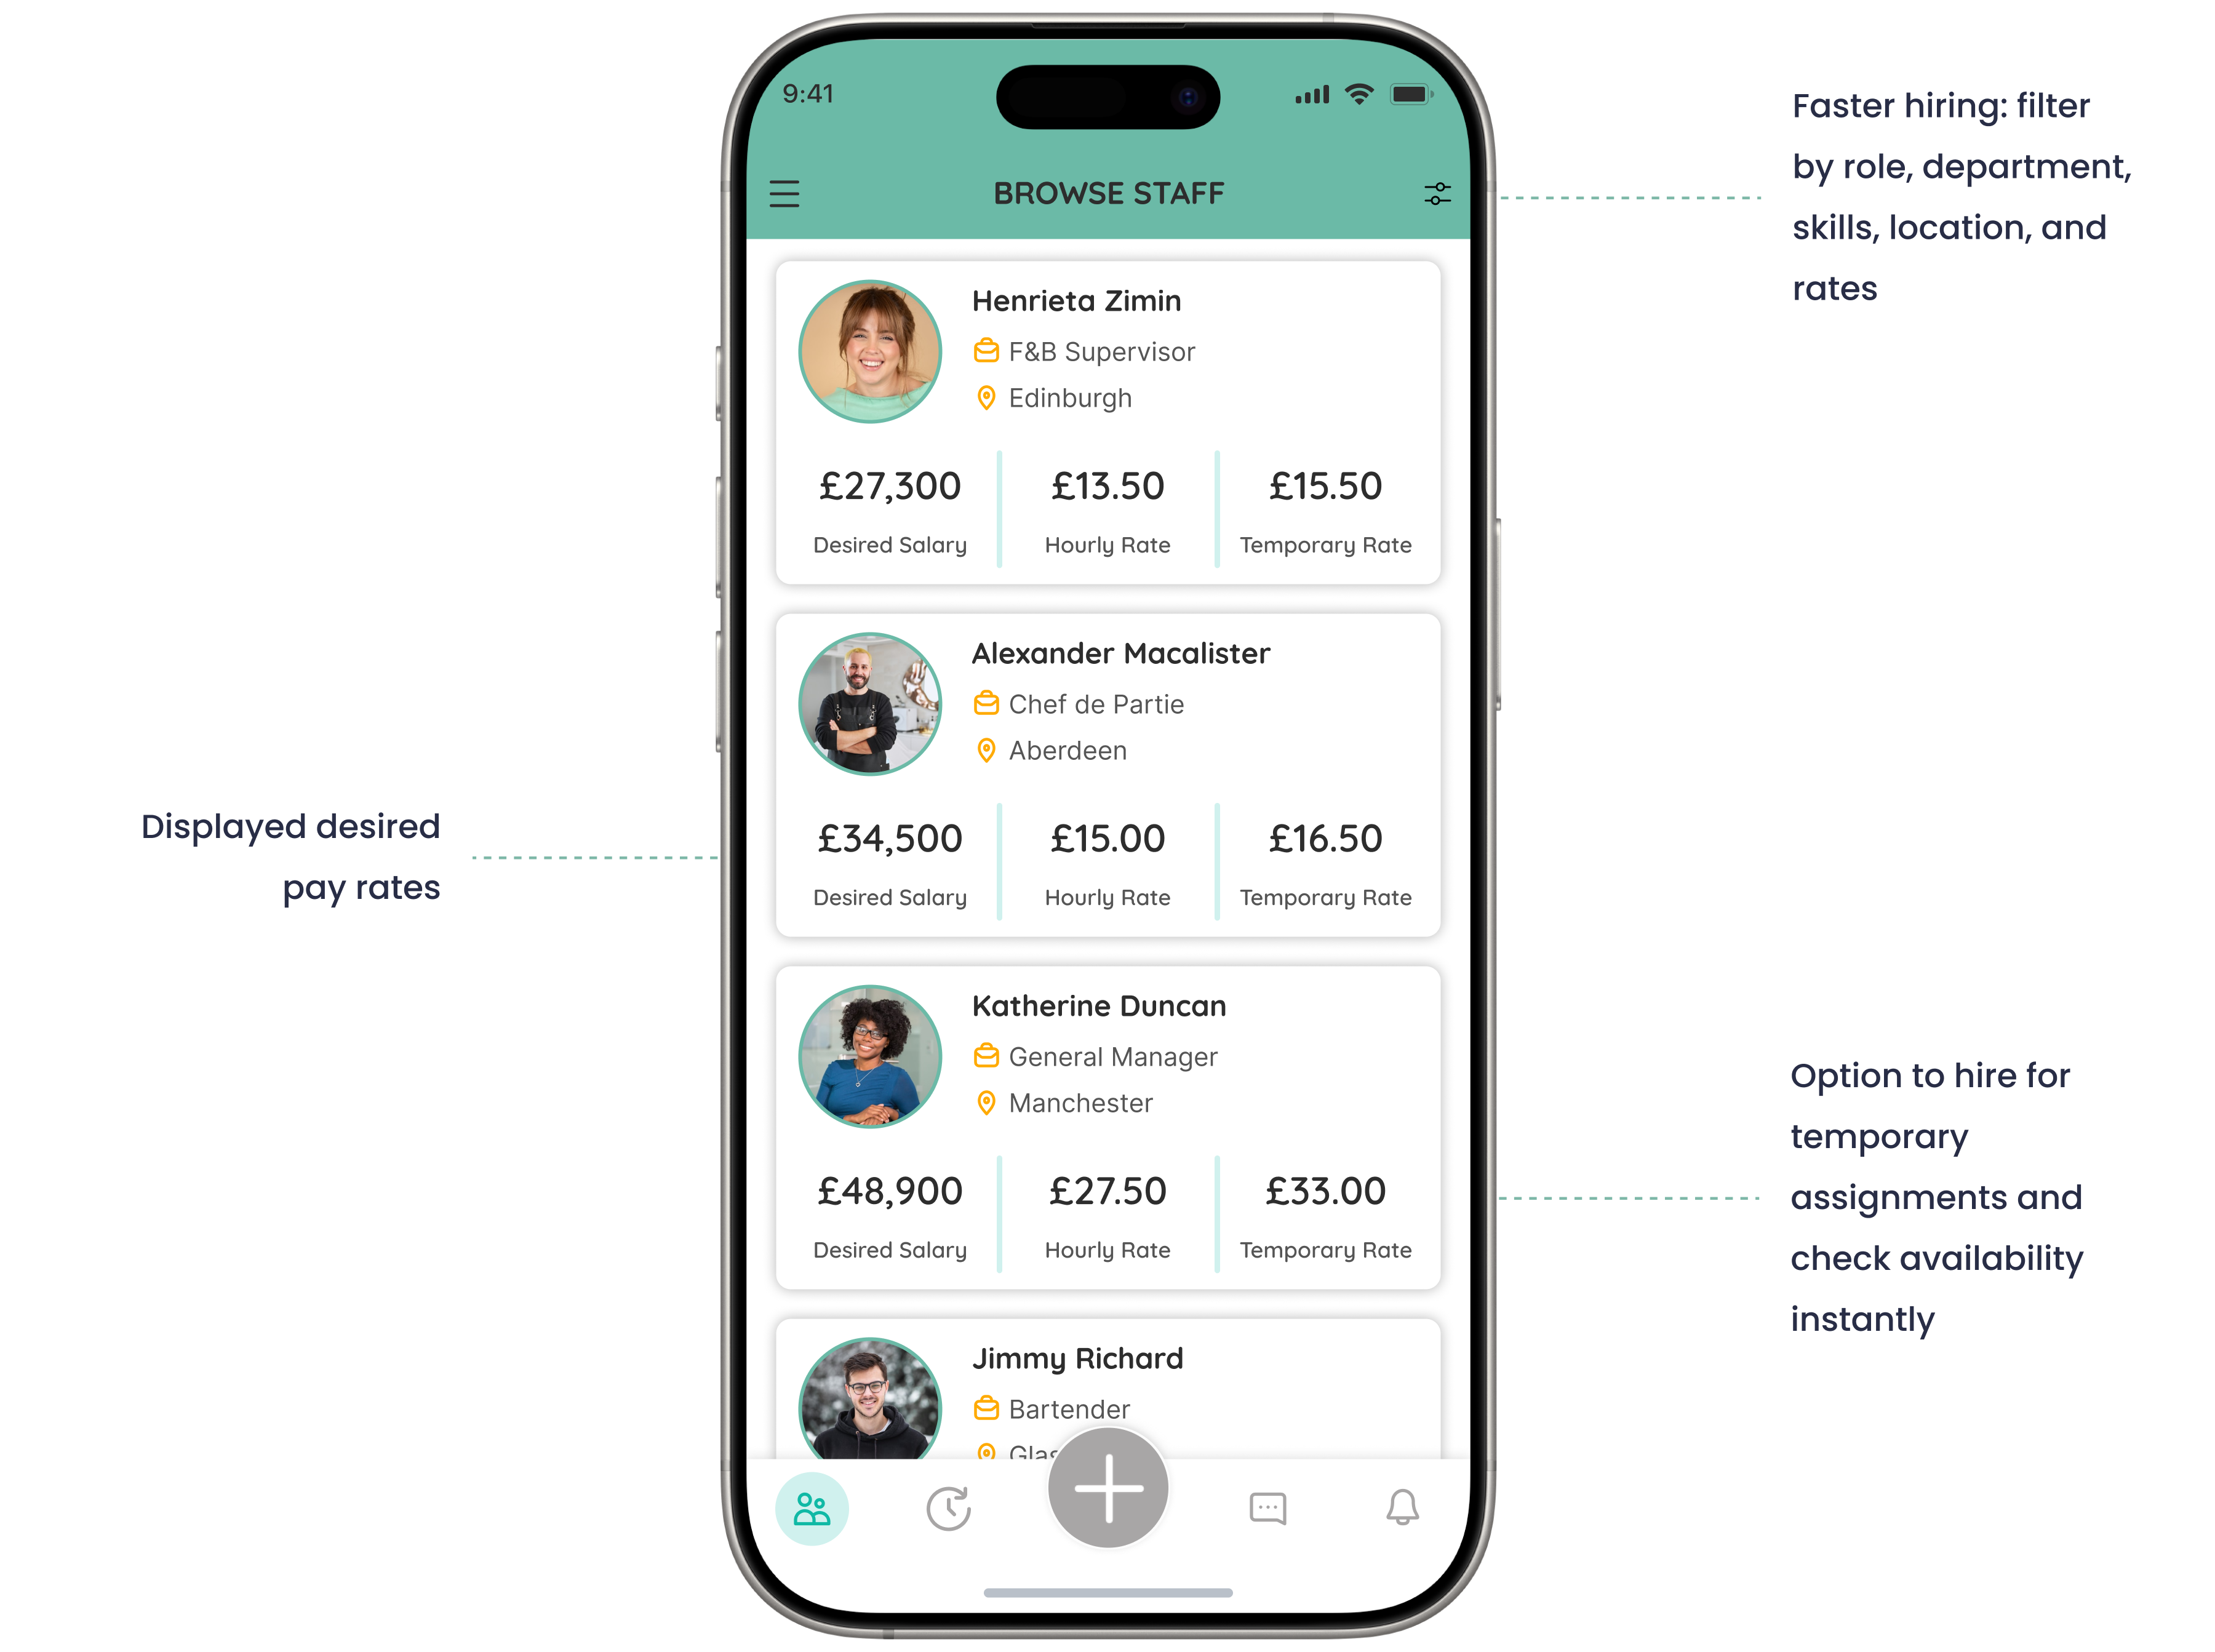 9:41
BROWSE STAFF
Faster hiring: filter
by role, department,
skills, location, and
rates
Henrieta Zimin
F&B Supervisor
Edinburgh
£27,300
£13.50
£15.50
Desired Salary
Hourly Rate
Temporary Rate
Alexander Macalister
Chef de Partie
Aberdeen
£34,500
£15.00
£16.50
Desired Salary
Hourly Rate
Temporary Rate
Displayed desired
pay rates
Katherine Duncan
General Manager
Manchester
£48,900
£27.50
£33.00
Desired Salary
Hourly Rate
Temporary Rate
Option to hire for
temporary
assignments and
check availability
instantly
Jimmy Richard
Bartender